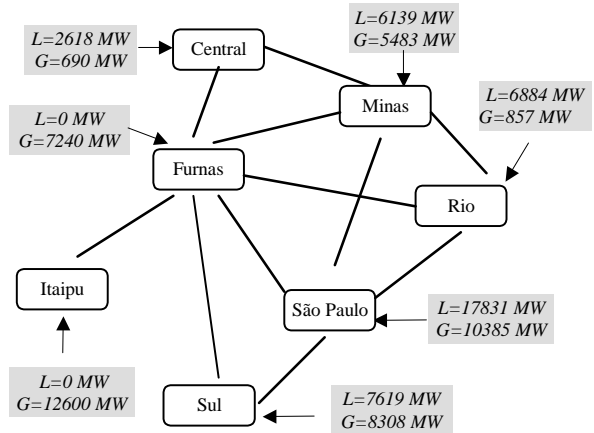 L=6139 MW
G=5483 MW
L=2618 MW
G=690 MW
Central
Minas
L=6884 MW
G=857 MW
L=0 MW
G=7240 MW
Furnas
Rio
Itaipu
São Paulo
L=17831 MW
G=10385 MW
L=0 MW
G=12600 MW
Sul
L=7619 MW
G=8308 MW